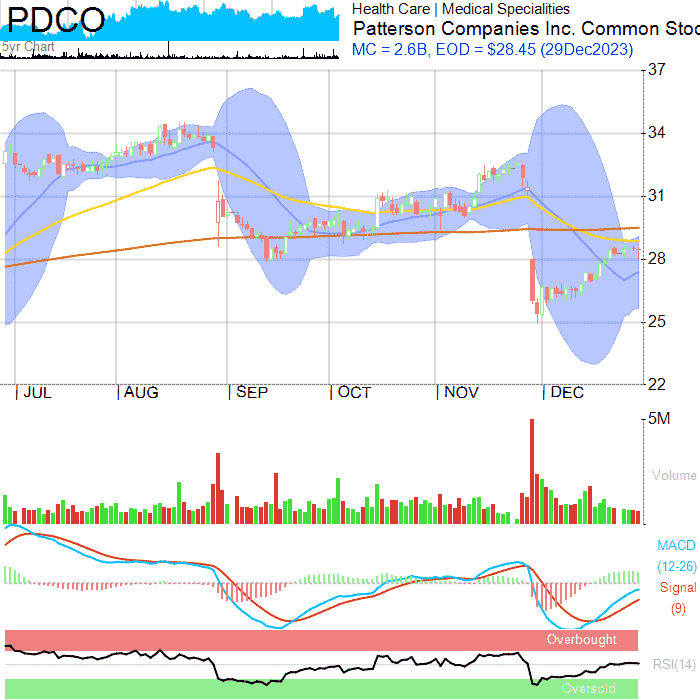 PDCO
5yr Chart
Health Care | Medical Specialities
Patterson Companies Inc. Common Stoc
MC = 2.6B, EOD = $28.45 (29Dec2023)
37
34
31
28
25
22
JUL AUG SEP OCT NOV DEC
5M
Volume
MACD
(12-26)
Signal
(9)
Overbought
RSI(14)
Oversold